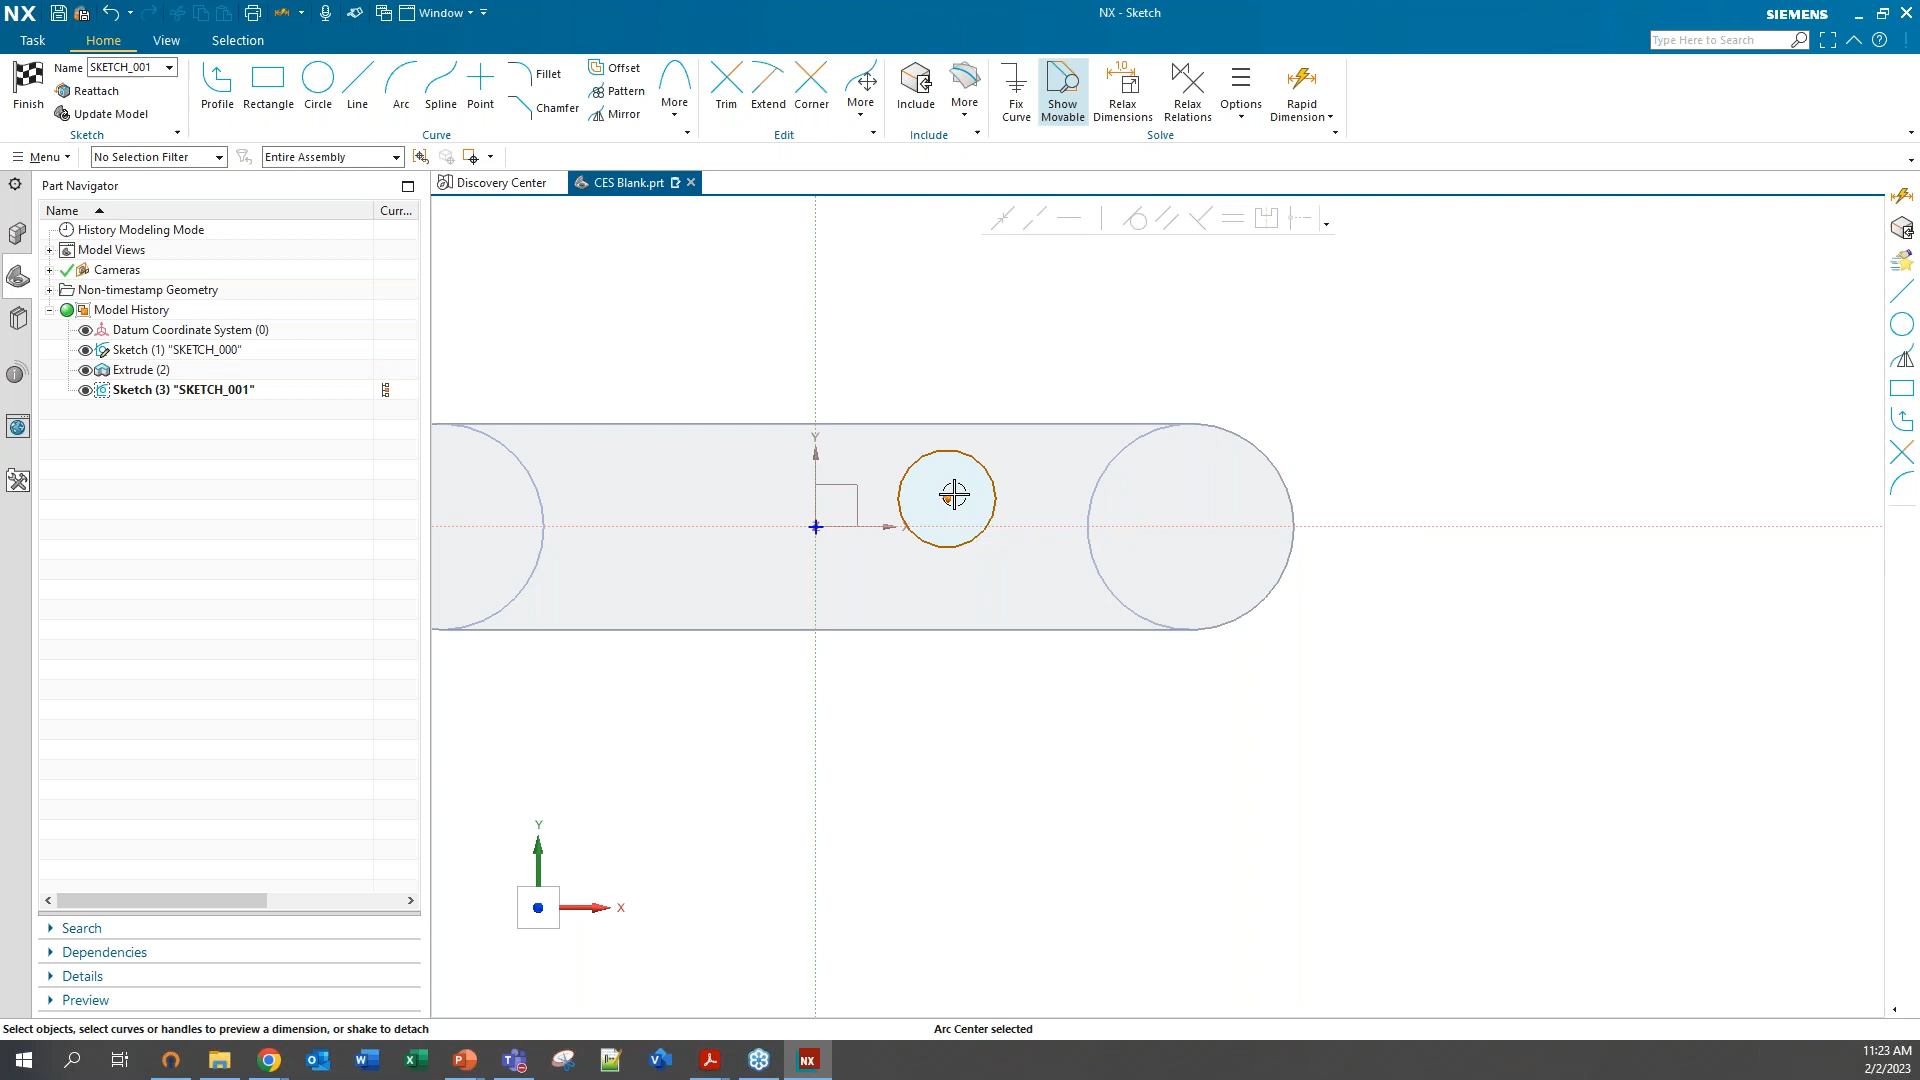 NX
Window
NX - Sketch
SIEMENS
Task
Home
View
Selection
Type Here to Search
Finish
Name
SKETCH_001
Reattach
Update Model
Sketch
Profile
Rectangle
Circle
Line
Arc
Spline
Point
Fillet
Chamfer
Offset
Pattern
Mirror
More
Curve
Trim
Extend
Corner
More
Edit
Include
More
Include
Fix
Curve
Show
Movable
1,0
Relax
Dimensions
Relax
Relations
Options
Rapid
Dimension
Solve
Menu
No Selection Filter
Entire Assembly
Part Navigator
Discovery Center
CES Blank.prt
Name
Curr...
History Modeling Mode
Model Views
Cameras
Non-timestamp Geometry
Model History
Datum Coordinate System (0)
Sketch (1) "SKETCH_000"
Extrude (2)
Sketch (3) "SKETCH_001"
Y
X
Y
X
Search
Dependencies
Details
Preview
Select objects, select curves or handles to preview a dimension, or shake to detach
Arc Center selected
NX
11:23 AM
2/2/2023